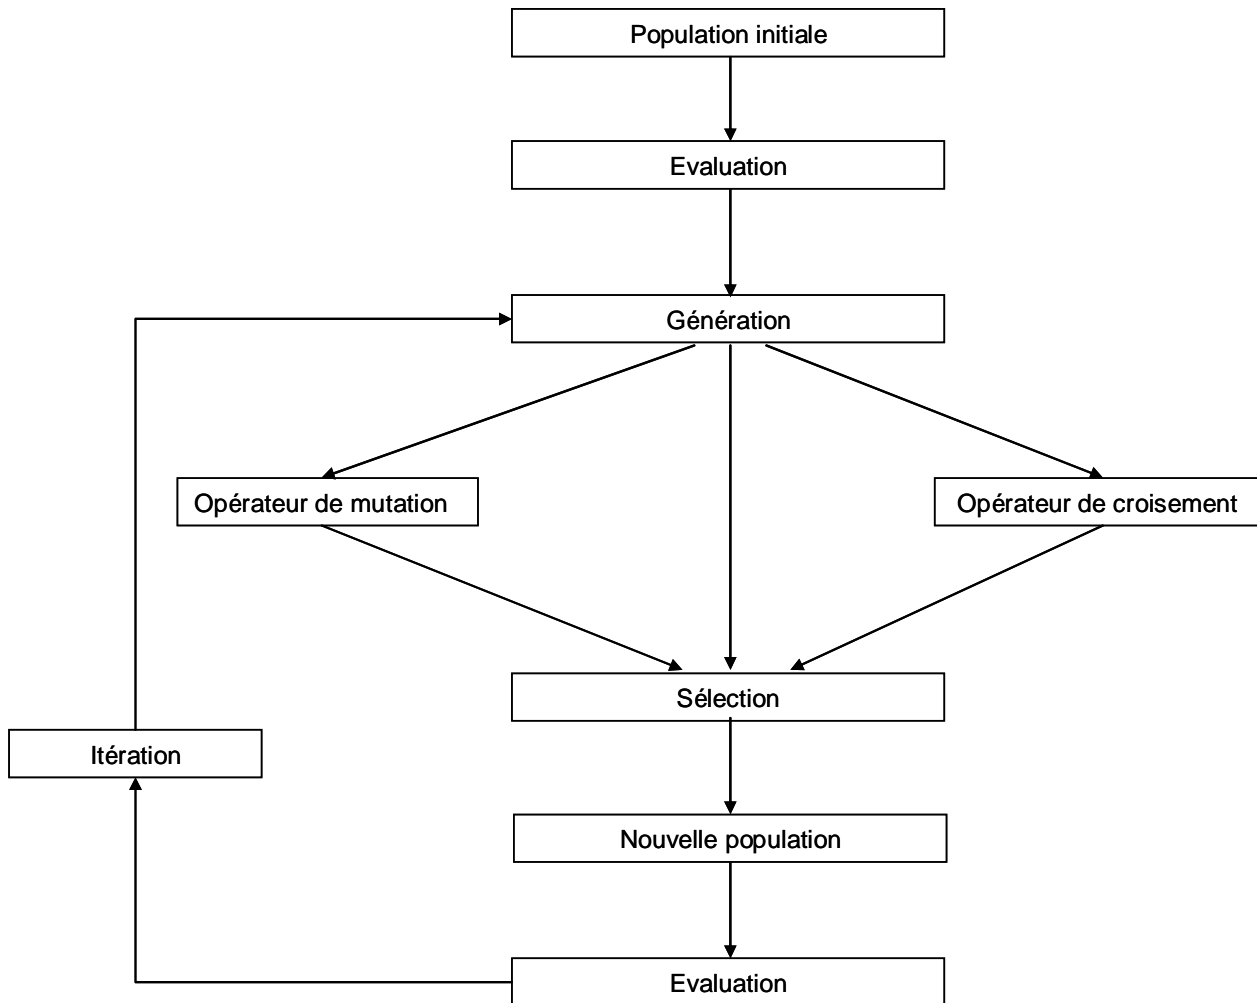 Population initiale
Evaluation
Génération
Opérateur de mutation
Opérateur de croisement
Sélection
Itération
Nouvelle population
Evaluation